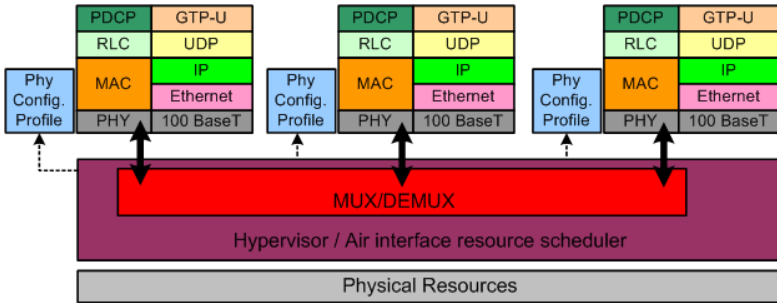 PDCP GTP-U
RLC UDP
Phy Config. Profile
MAC
IP
Ethernet
PHY 100 BaseT
PDCP GTP-U
RLC UDP
Phy Config. Profile
MAC
IP
Ethernet
PHY 100 BaseT
PDCP GTP-U
RLC UDP
Phy Config. Profile
MAC
IP
Ethernet
PHY 100 BaseT
MUX/DEMUX
Hypervisor / Air interface resource scheduler
Physical Resources